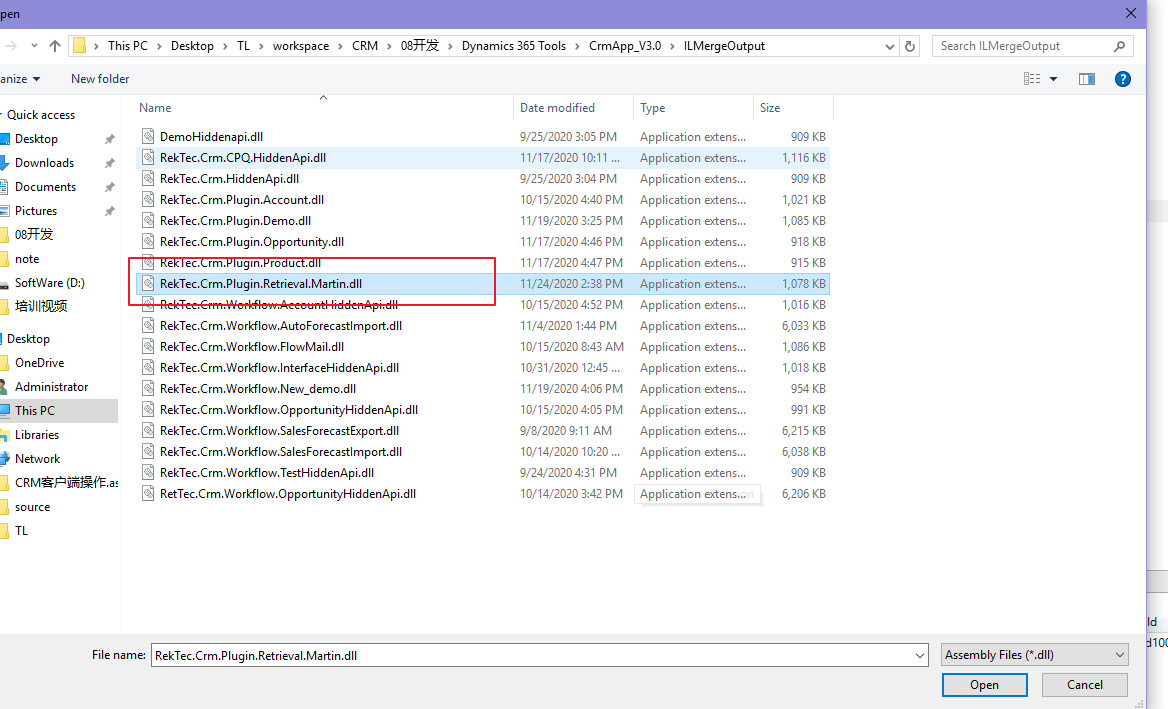 pen
This PC > Desktop > TL > workspace > CRM > 08开发 > Dynamics 365 Tools > CrmApp_V3.0 > ILMergeOutput
Search ILMergeOutput
anize
New folder
Quick access
Desktop
Downloads
Documents
Pictures
08开发
note
SoftWare (D:)
培训视频
Desktop
OneDrive
Administrator
This PC
Libraries
Network
CRM客户端操作.as
source
TL
Name Date modified Type Size
DemoHiddenapi.dll 9/25/2020 3:05 PM Application extens... 909 KB
RekTec.Crm.CPQ.HiddenApi.dll 11/17/2020 10:11 ... Application extens... 1,116 KB
RekTec.Crm.HiddenApi.dll 9/25/2020 3:04 PM Application extens... 909 KB
RekTec.Crm.Plugin.Account.dll 10/15/2020 4:40 PM Application extens... 1,021 KB
RekTec.Crm.Plugin.Demo.dll 11/19/2020 3:25 PM Application extens... 1,085 KB
RekTec.Crm.Plugin.Opportunity.dll 11/17/2020 4:46 PM Application extens... 918 KB
RekTec.Crm.Plugin.Product.dll 11/17/2020 4:47 PM Application extens... 915 KB
RekTec.Crm.Plugin.Retrieval.Martin.dll 11/24/2020 2:38 PM Application extens... 1,078 KB
RekTec.Crm.Workflow.AccountHiddenApi.dll 10/15/2020 4:52 PM Application extens... 1,016 KB
RekTec.Crm.Workflow.AutoForecastImport.dll 11/4/2020 1:44 PM Application extens... 6,033 KB
RekTec.Crm.Workflow.FlowMail.dll 10/15/2020 8:43 AM Application extens... 1,086 KB
RekTec.Crm.Workflow.InterfaceHiddenApi.dll 10/31/2020 12:45 ... Application extens... 1,018 KB
RekTec.Crm.Workflow.New_demo.dll 11/19/2020 4:06 PM Application extens... 954 KB
RekTec.Crm.Workflow.OpportunityHiddenApi.dll 10/15/2020 4:05 PM Application extens... 991 KB
RekTec.Crm.Workflow.SalesForecastExport.dll 9/8/2020 9:11 AM Application extens... 6,215 KB
RekTec.Crm.Workflow.SalesForecastImport.dll 10/14/2020 10:20 ... Application extens... 6,038 KB
RekTec.Crm.Workflow.TestHiddenApi.dll 9/24/2020 4:31 PM Application extens... 909 KB
RetTec.Crm.Workflow.OpportunityHiddenApi.dll 10/14/2020 3:42 PM Application extens... 6,206 KB
ld
d100
File name: RekTec.Crm.Plugin.Retrieval.Martin.dll
Assembly Files (*.dll)
Open
Cancel